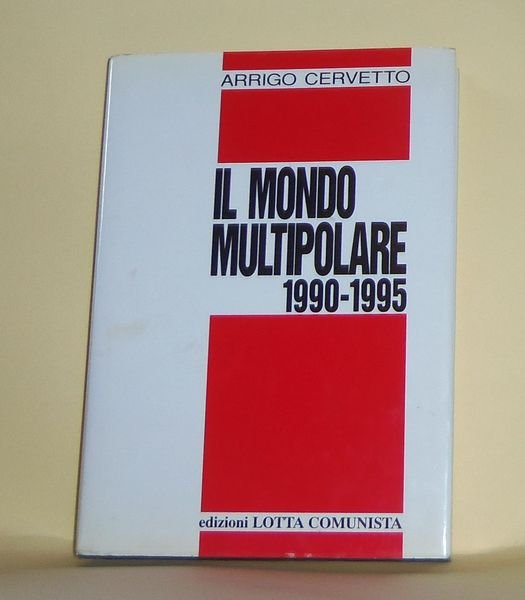 ARRIGO CERVETTO
IL MONDO
MULTIPOLARE
1990-1995
edizioni LOTTA COMUNISTA